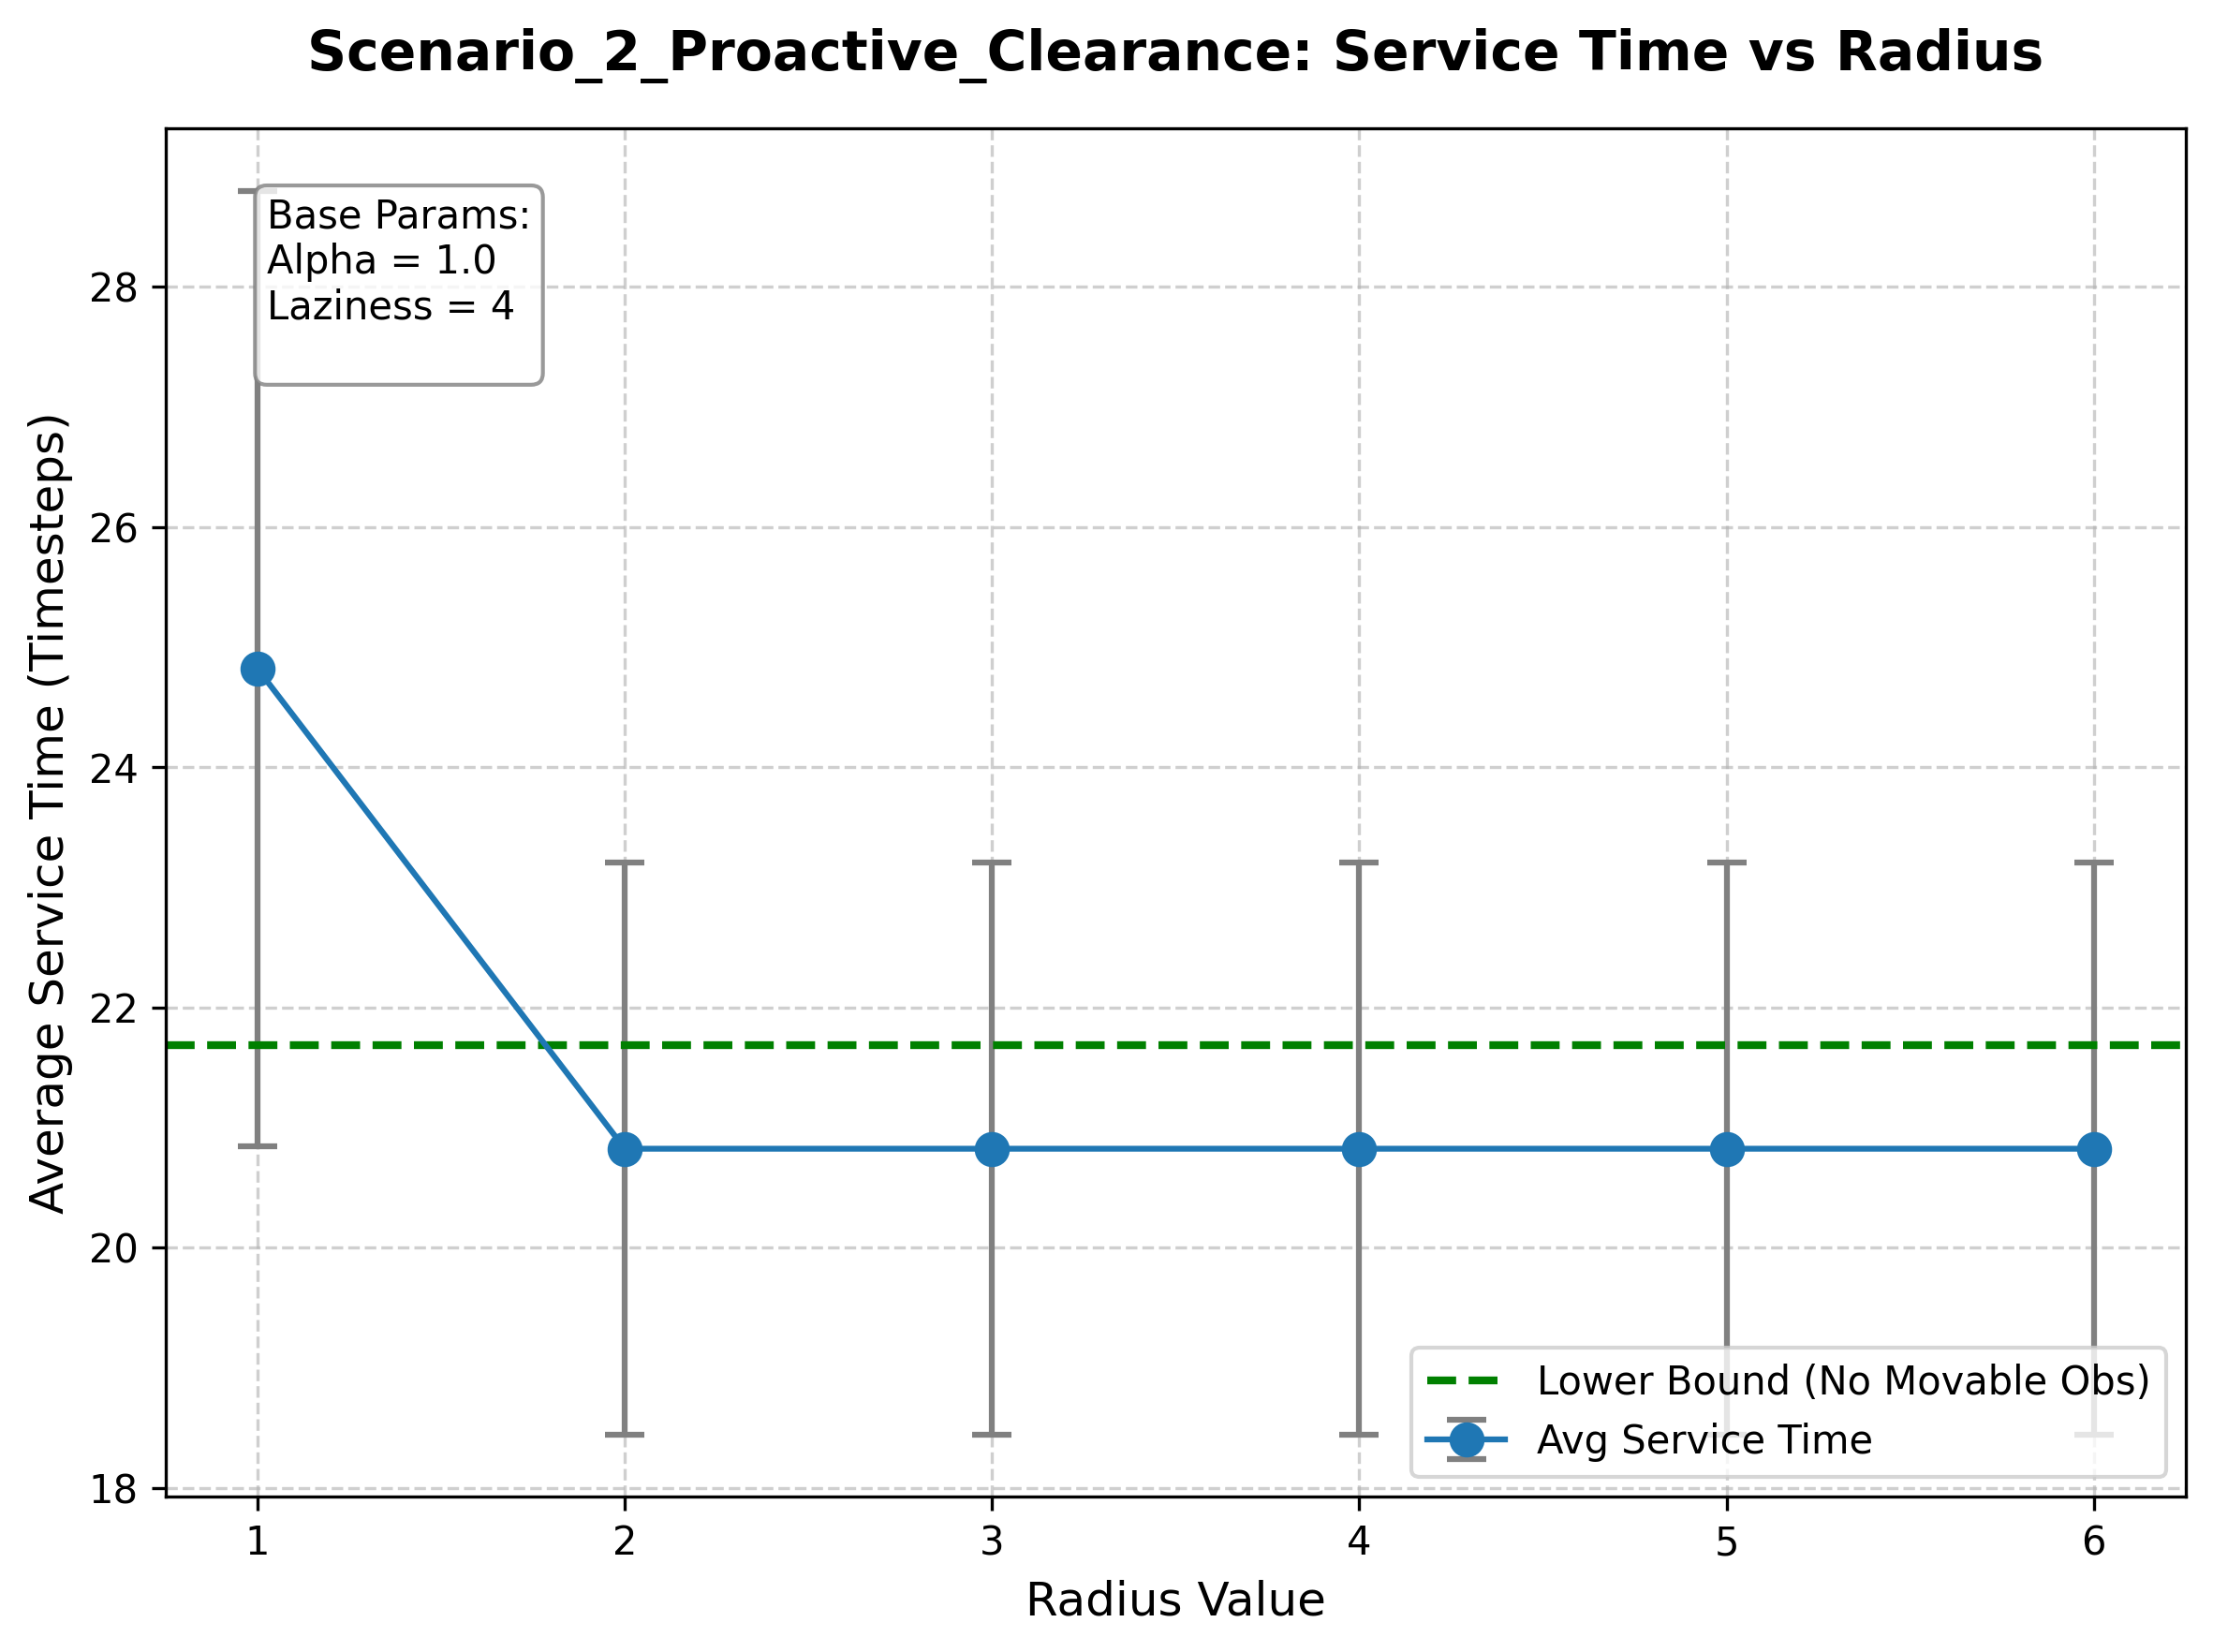 Scenario_2_Proactive_Clearance: Service Time vs Radius
Base Params:
Alpha = 1.0
Laziness = 4
28
26
24
22
20
18
Average Service Time (Timesteps)
Lower Bound (No Movable Obs)
Avg Service Time
1 2 3 4 5 6
Radius Value